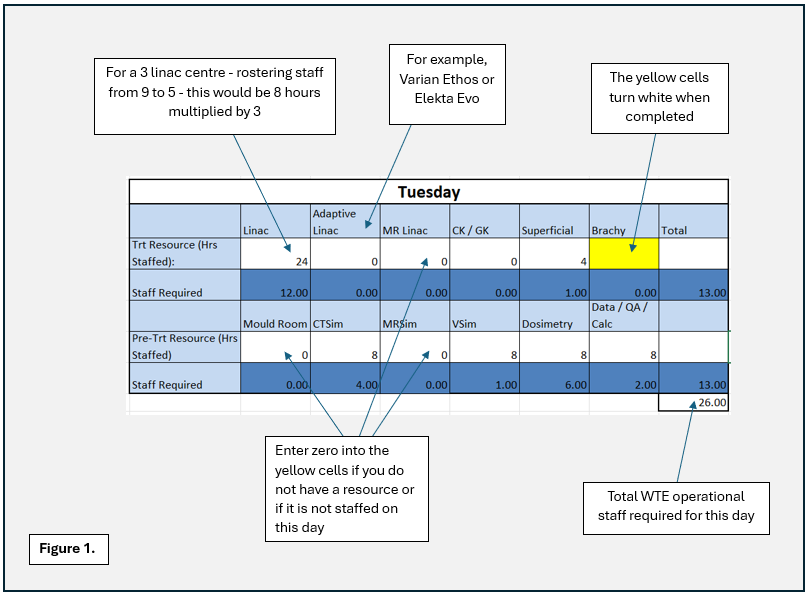 For a 3 linac centre - rostering staff
from 9 to 5 - this would be 8 hours
multiplied by 3
For example,
Varian Ethos or
Elekta Evo
The yellow cells
turn white when
completed
Tuesday
Linac Adaptive Linac MR Linac CK / GK Superficial Brachy Total
Trt Resource (Hrs Staffed): 24 0 0 0 4
Staff Required 12.00 0.00 0.00 0.00 1.00 0.00 13.00
Mould Room CTSim MRSim VSim Dosimetry Data / QA / Calc
Pre-Trt Resource (Hrs Staffed) 0 8 0 8 8 8
Staff Required 0.00 4.00 0.00 1.00 6.00 2.00 13.00
26.00
Enter zero into the
yellow cells if you do
not have a resource or
if it is not staffed on
this day
Total WTE operational
staff required for this day
Figure 1.